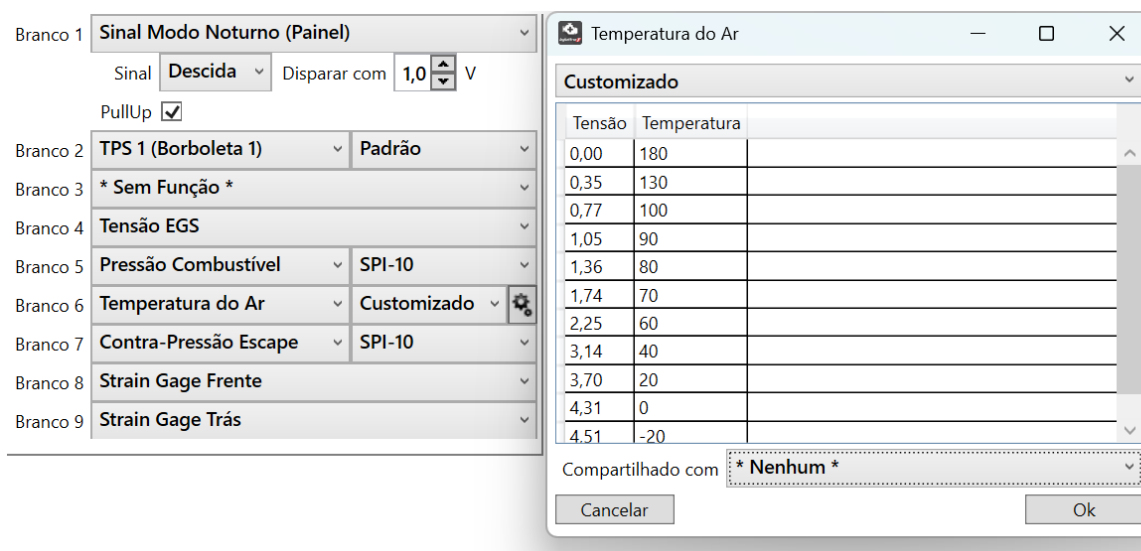 Branco 1 Sinal Modo Noturno (Painel)
Sinal Descida Disparar com 1,0 V
PullUp
Branco 2 TPS 1 (Borboleta 1) Padrão
Branco 3 * Sem Função *
Branco 4 Tensão EGS
Branco 5 Pressão Combustível SPI-10
Branco 6 Temperatura do Ar Customizado
Branco 7 Contra-Pressão Escape SPI-10
Branco 8 Strain Gage Frente
Branco 9 Strain Gage Trás
Temperatura do Ar
Customizado
Tensão Temperatura
0,00 180
0,35 130
0,77 100
1,05 90
1,36 80
1,74 70
2,25 60
3,14 40
3,70 20
4,31 0
4,51 -20
Compartilhado com * Nenhum *
Cancelar Ok